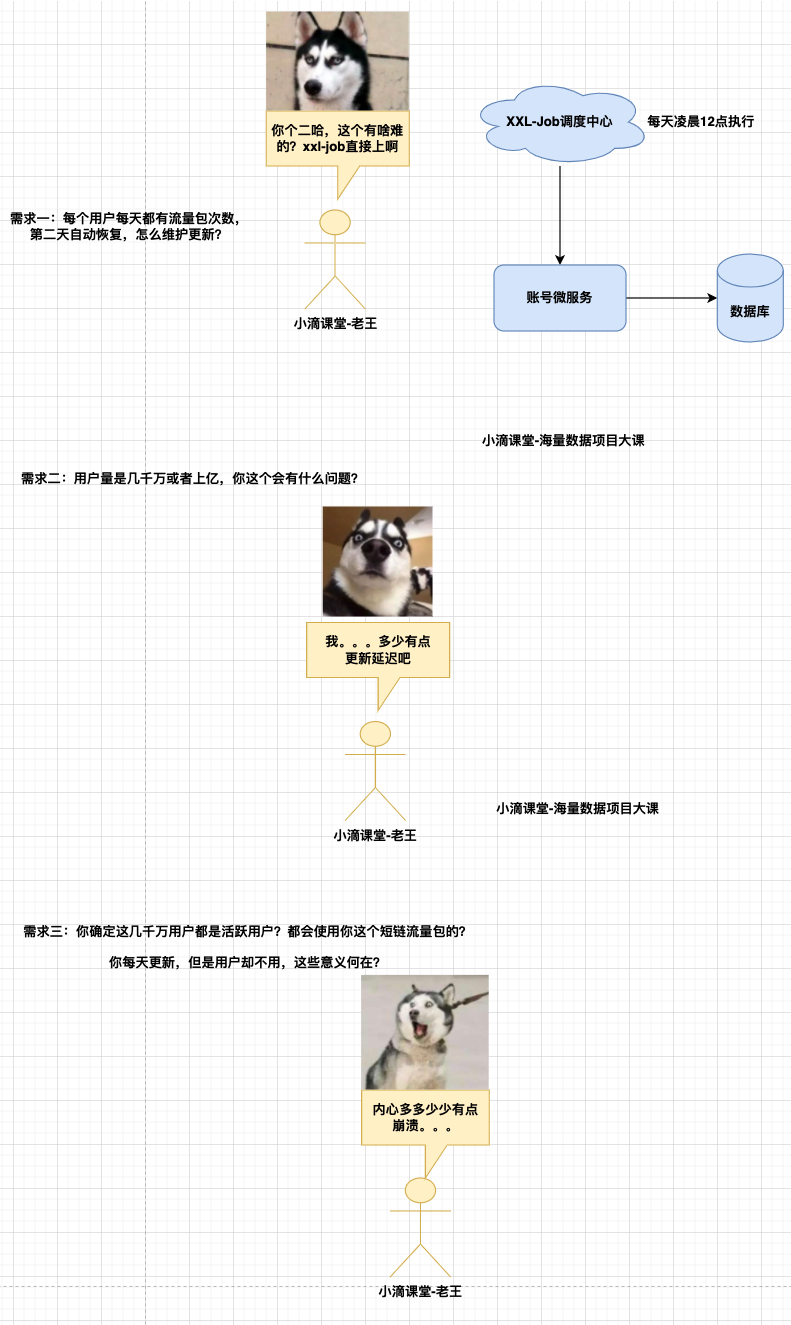 你个二哈，这个有啥难
的？xxl-job直接上啊
XXL-Job调度中心
每天凌晨12点执行
需求一：每个用户每天都有流量包次数，
第二天自动恢复，怎么维护更新？
账号微服务
数据库
小滴课堂-老王
小滴课堂-海量数据项目大课
需求二：用户量是几千万或者上亿，你这个会有什么问题？
我。。。多少有点
更新延迟吧
小滴课堂-海量数据项目大课
小滴课堂-老王
需求三：你确定这几千万用户都是活跃用户？都会使用你这个短链流量包的？
你每天更新，但是用户却不用，这些意义何在？
内心多多少少有点
崩溃。。。
小滴课堂-老王